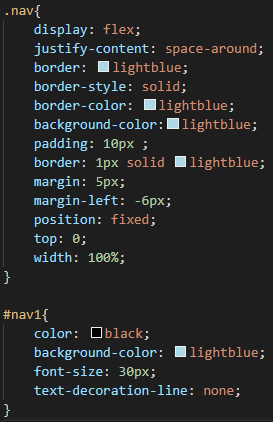 .nav{
display: flex;
justify-content: space-around;
border: lightblue;
border-style: solid;
border-color: lightblue;
background-color: lightblue;
padding: 10px ;
border: 1px solid lightblue;
margin: 5px;
margin-left: -6px;
position: fixed;
top: 0;
width: 100%;
}
#nav1{
color: black;
background-color: lightblue;
font-size: 30px;
text-decoration-line: none;
}